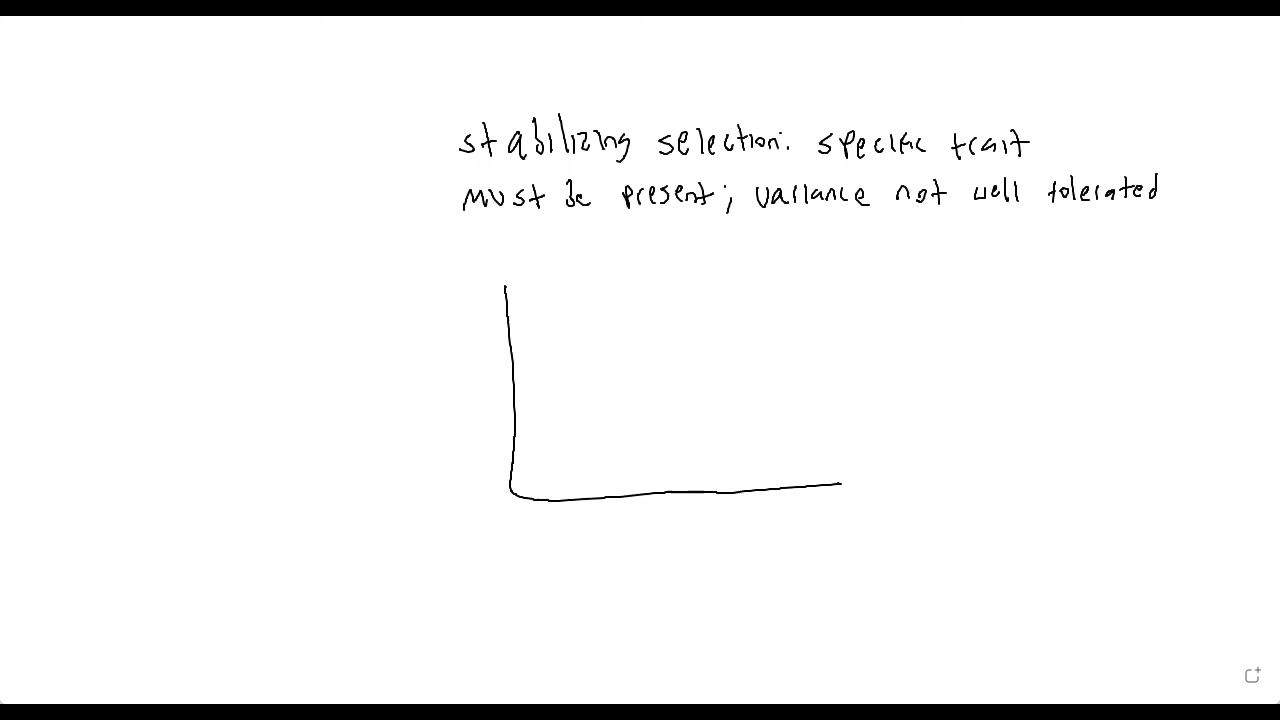 stabilizing selection: specific trait
must be present; variance not well tolerated